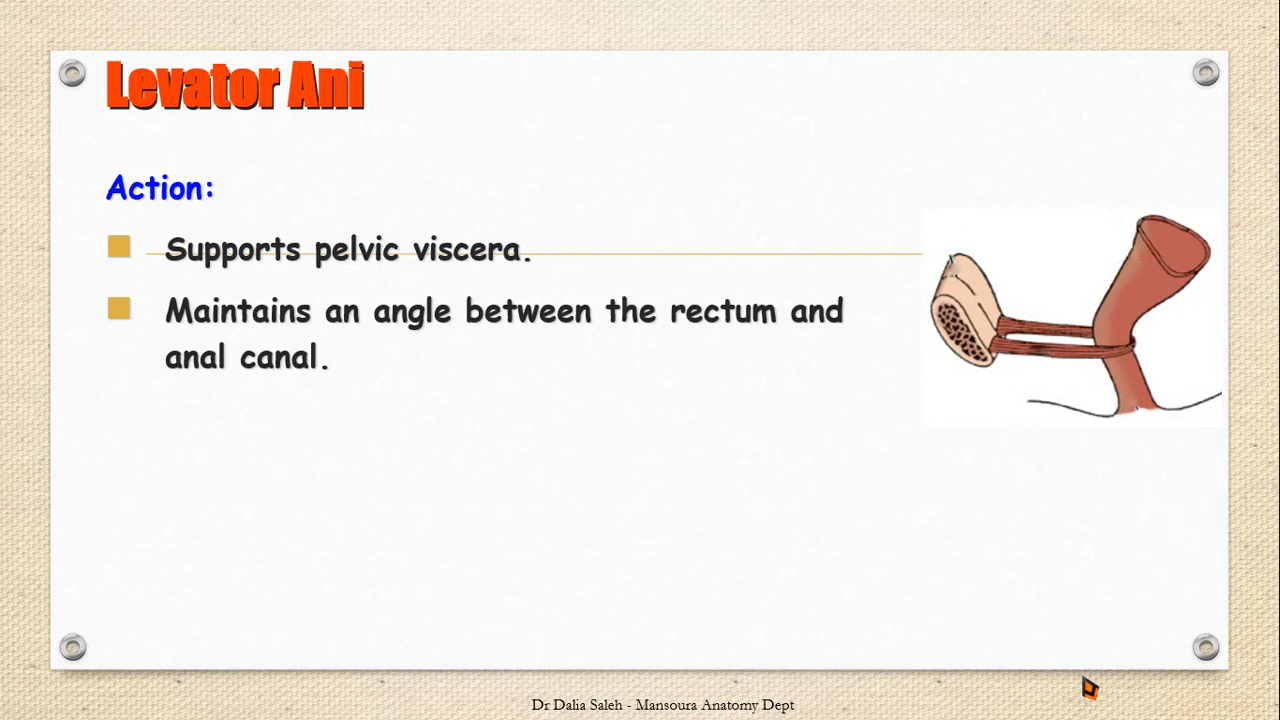 Levator Ani
Action:
Supports pelvic viscera.
Maintains an angle between the rectum and
anal canal.
Dr Dalia Saleh - Mansoura Anatomy Dept